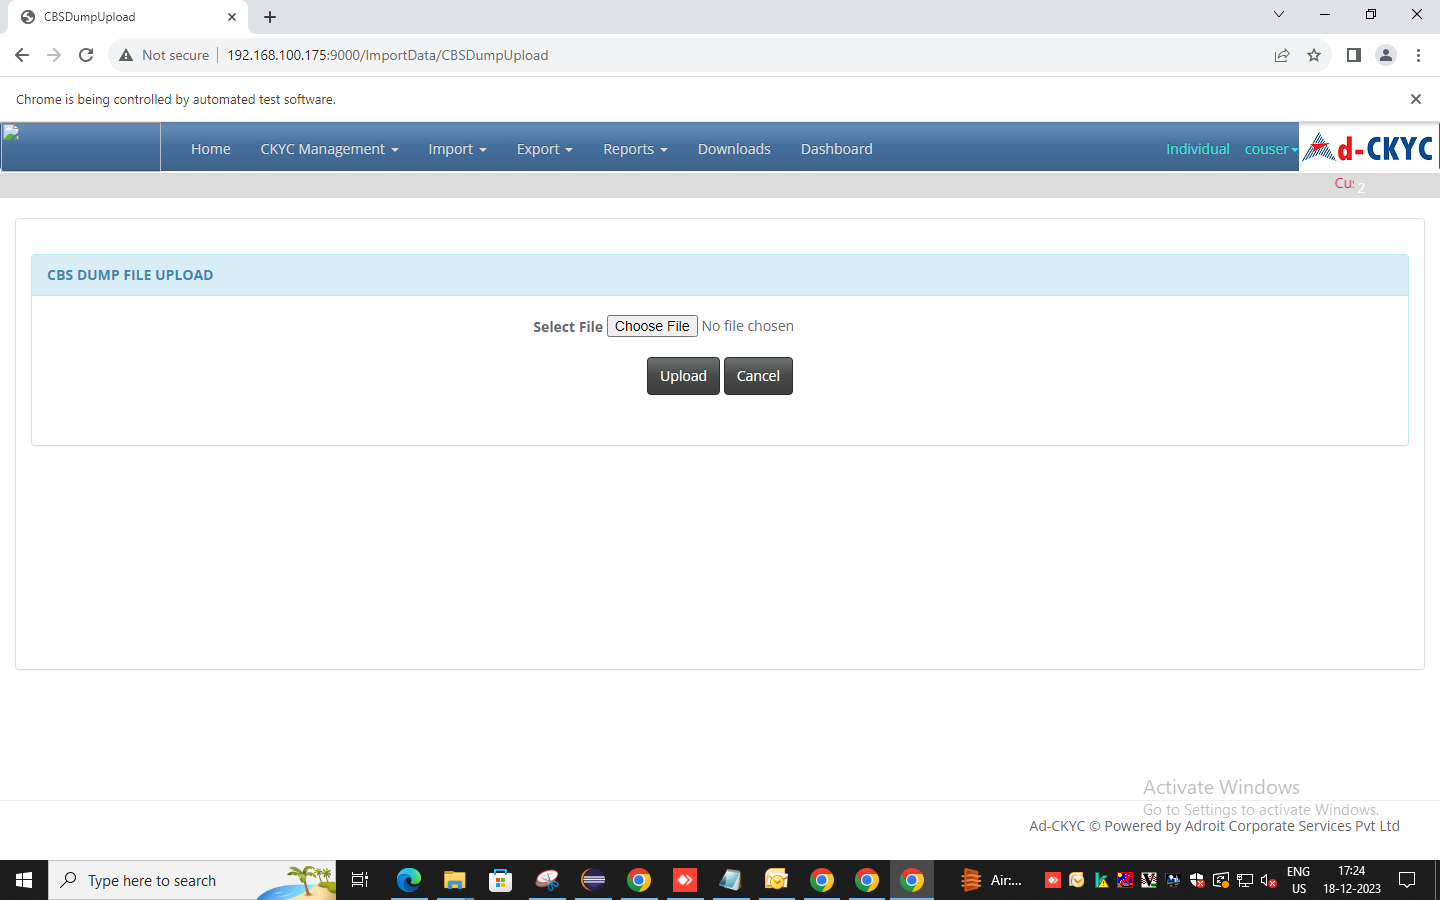 CBSDumpUpload
Not secure
192.168.100.175:9000/ImportData/CBSDumpUpload
Chrome is being controlled by automated test software.
Home CKYC Management Import Export Reports Downloads Dashboard Individual couser
d-CKYC
2
CBS DUMP FILE UPLOAD
Select File Choose File No file chosen
Upload Cancel
Activate Windows
Go to Settings to activate Windows.
Ad-CKYC © Powered by Adroit Corporate Services Pvt Ltd
Type here to search
Air:...
ENG
US
17:24
18-12-2023